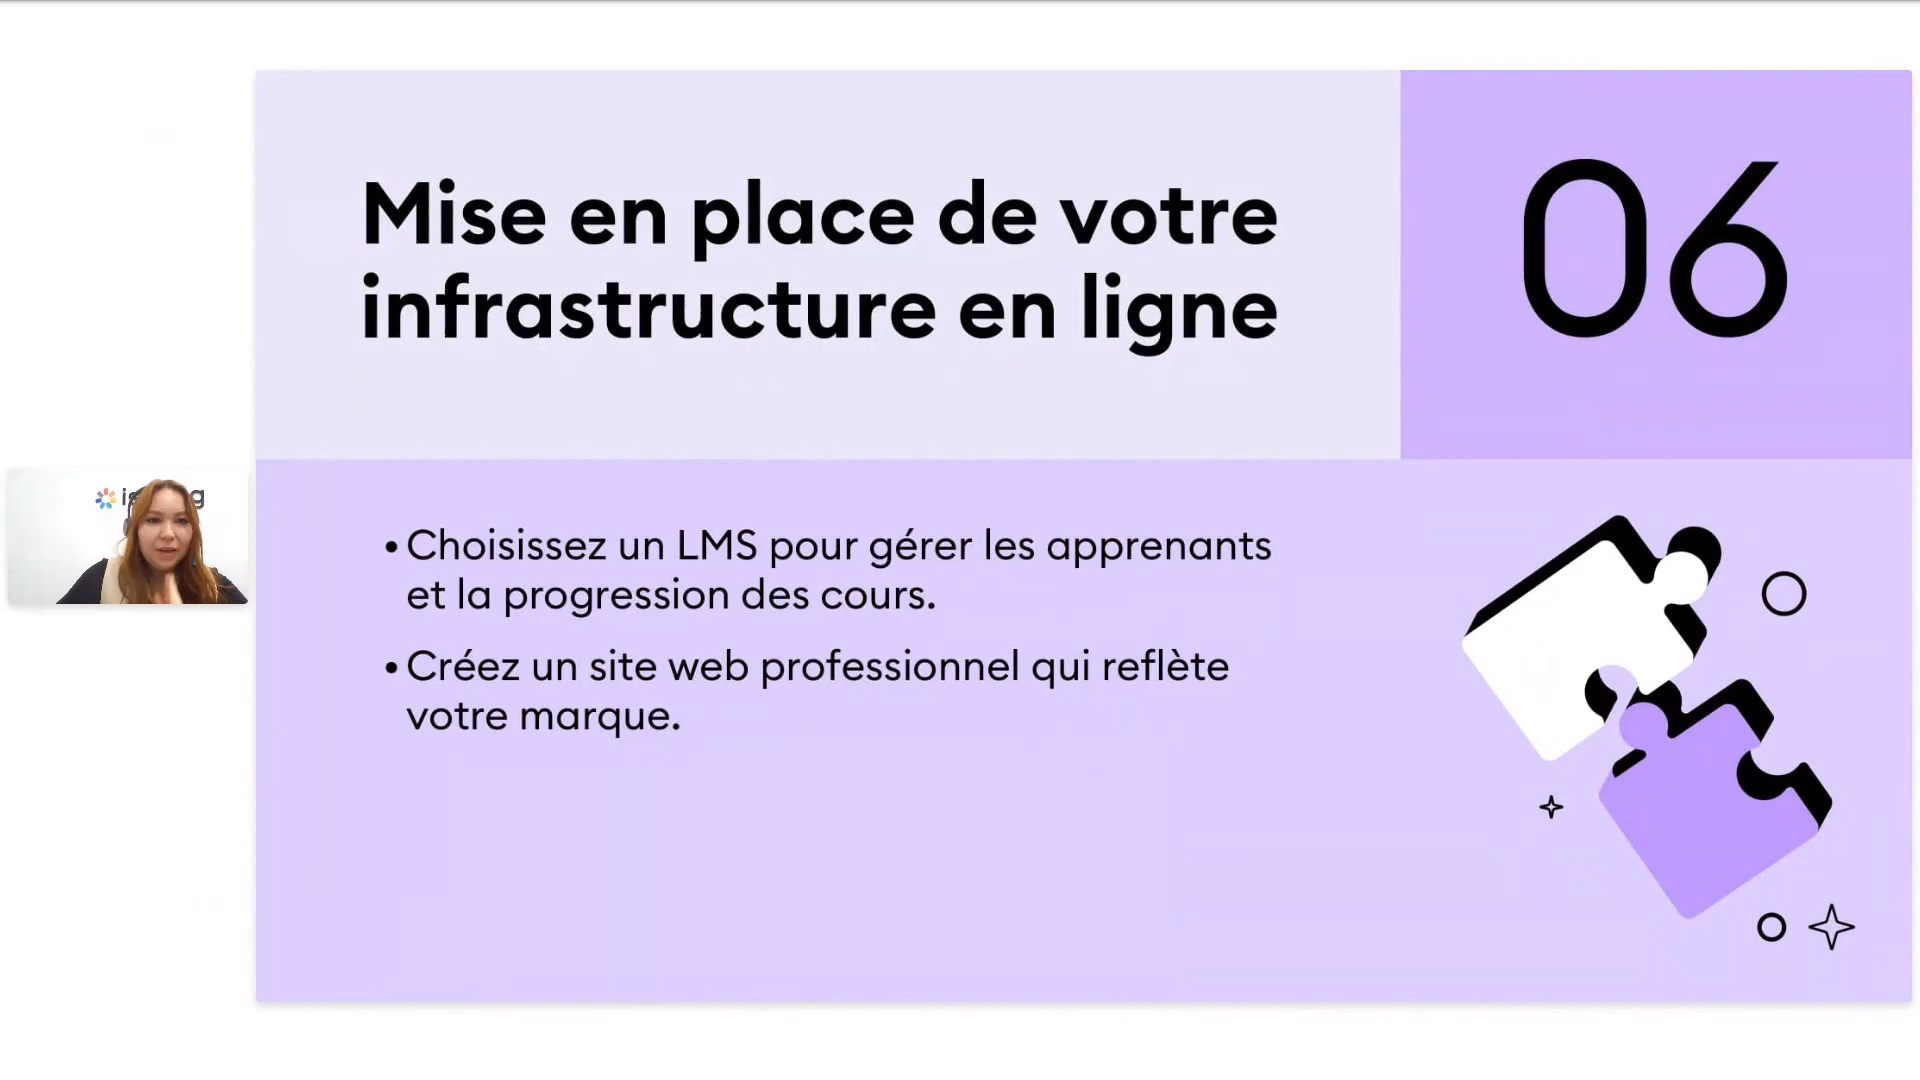 Mise en place de votre
infrastructure en ligne
06
• Choisissez un LMS pour gérer les apprenants
et la progression des cours.
• Créez un site web professionnel qui reflète
votre marque.